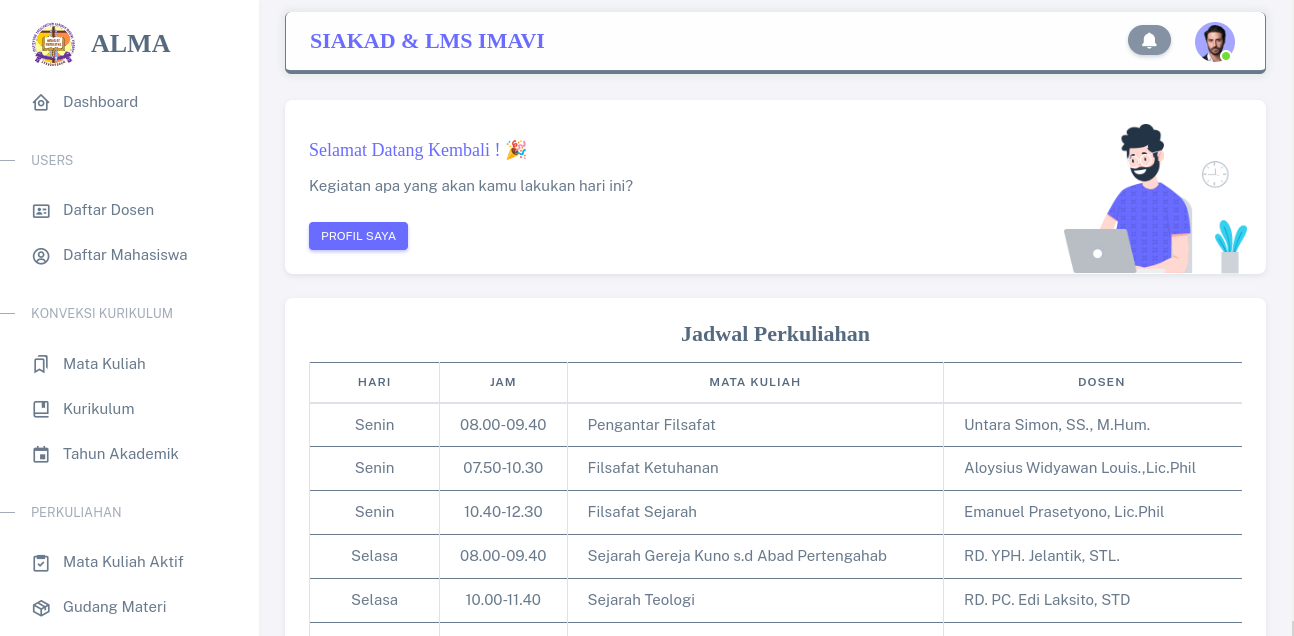 ALMA
Dashboard
USERS
Daftar Dosen
Daftar Mahasiswa
KONVEKSI KURIKULUM
Mata Kuliah
Kurikulum
Tahun Akademik
PERKULIAHAN
Mata Kuliah Aktif
Gudang Materi
SIAKAD & LMS IMAVI
Selamat Datang Kembali ! 🎉
Kegiatan apa yang akan kamu lakukan hari ini?
PROFIL SAYA
Jadwal Perkuliahan
HARI JAM MATA KULIAH DOSEN
Senin 08.00-09.40 Pengantar Filsafat Untara Simon, SS., M.Hum.
Senin 07.50-10.30 Filsafat Ketuhanan Aloysius Widyawan Louis.,Lic.Phil
Senin 10.40-12.30 Filsafat Sejarah Emanuel Prasetyono, Lic.Phil
Selasa 08.00-09.40 Sejarah Gereja Kuno s.d Abad Pertengahab RD. YPH. Jelantik, STL.
Selasa 10.00-11.40 Sejarah Teologi RD. PC. Edi Laksito, STD